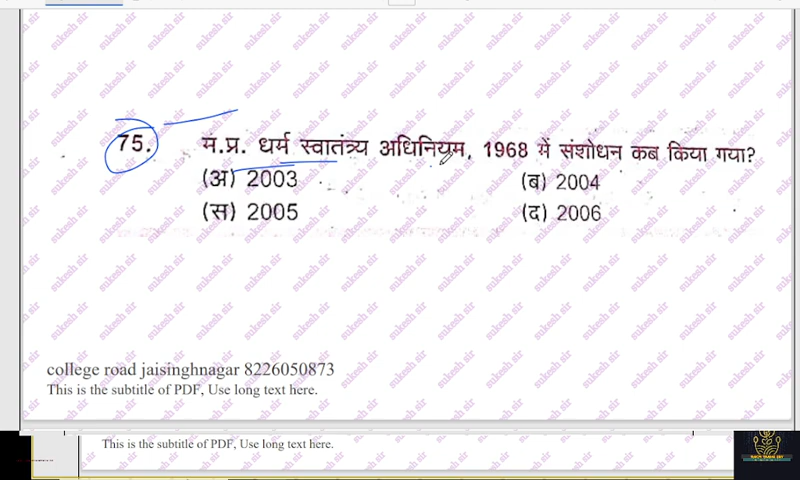 75. मं.प्र. धर्म स्वातंत्र्य अधिनियम, 1968 में संशोधन कब किया गया?
(अ) 2003 (ब) 2004
(स) 2005 (द) 2006
college road jaisinghnagar 8226050873
This is the subtitle of PDF, Use long text here.
This is the subtitle of PDF, Use long text here.